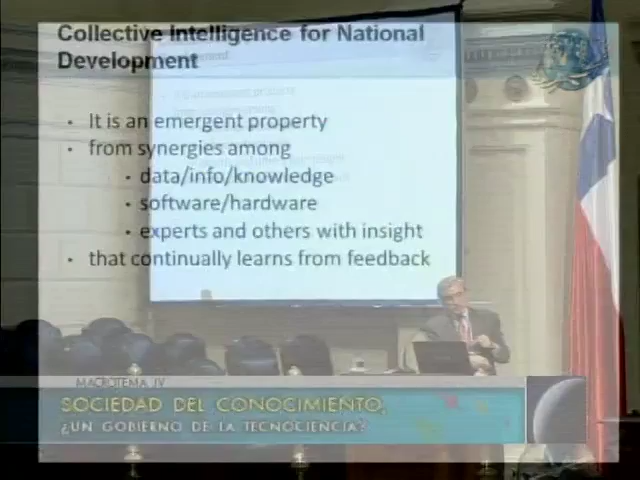 Collective Intelligence for National
Development
• It is an emergent property
• from synergies among
• data/info/knowledge
• software/hardware
• experts and others with insight
• that continually learns from feedback
MACROTEMA IV
SOCIEDAD DEL CONOCIMIENTO,
¿UN GOBIERNO DE LA TECNOCIENCIA?